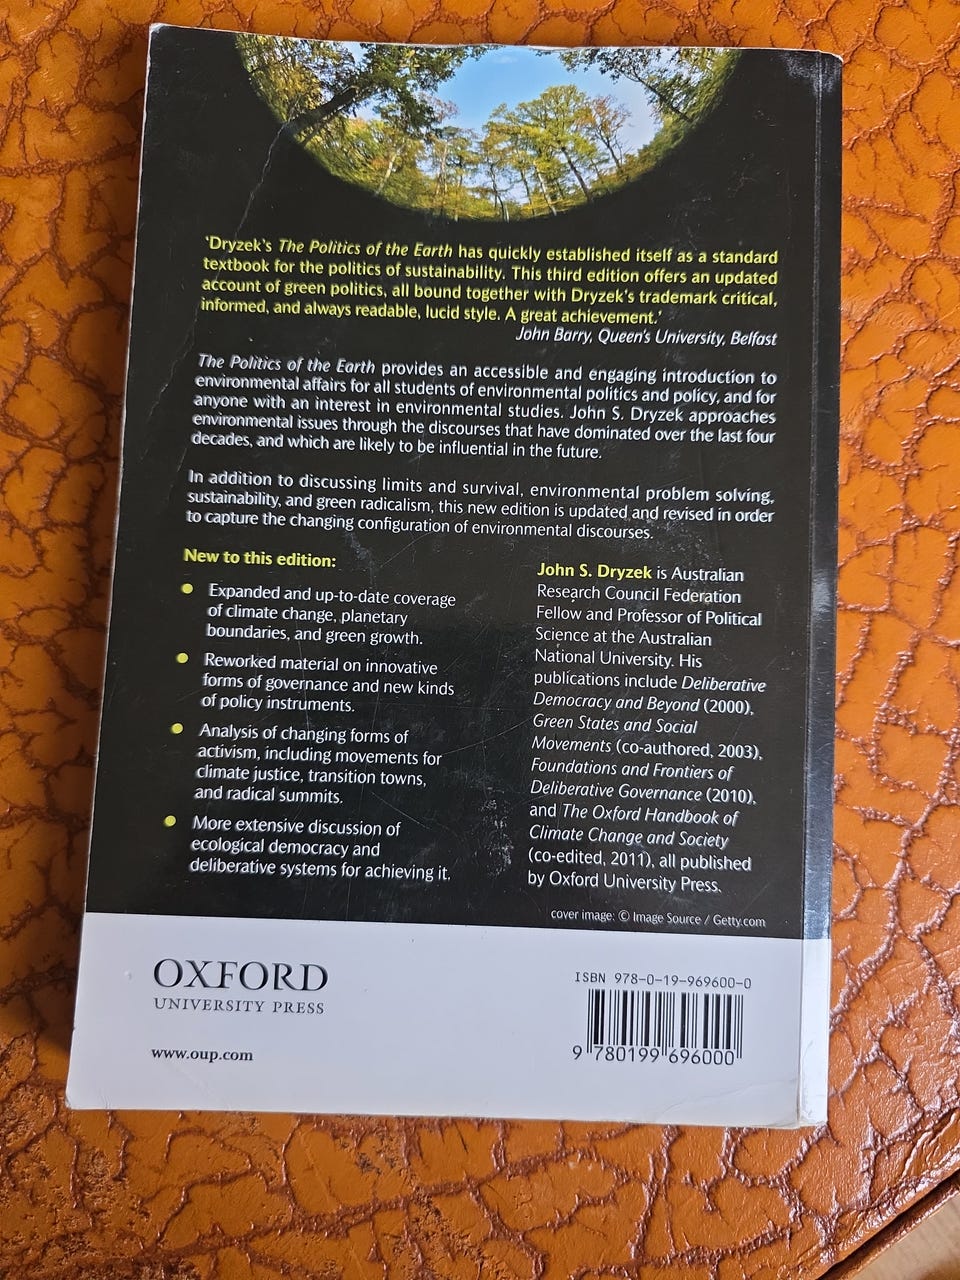 'Dryzek's The Politics of the Earth has quickly established itself as a standard
textbook for the politics of sustainability. This third edition offers an updated
account of green politics, all bound together with Dryzek's trademark critical,
informed, and always readable, lucid style. A great achievement.'
John Barry, Queen's University, Belfast
The Politics of the Earth provides an accessible and engaging introduction to
environmental affairs for all students of environmental politics and policy, and for
anyone with an interest in environmental studies. John S. Dryzek approaches
environmental issues through the discourses that have dominated over the last four
decades, and which are likely to be influential in the future.
In addition to discussing limits and survival, environmental problem solving,
sustainability, and green radicalism, this new edition is updated and revised in order
to capture the changing configuration of environmental discourses.
New to this edition:
• Expanded and up-to-date coverage
of climate change, planetary
boundaries, and green growth.
• Reworked material on innovative
forms of governance and new kinds
of policy instruments.
• Analysis of changing forms of
activism, including movements for
climate justice, transition towns,
and radical summits.
• More extensive discussion of
ecological democracy and
deliberative systems for achieving it.
John S. Dryzek is Australian
Research Council Federation
Fellow and Professor of Political
Science at the Australian
National University. His
publications include Deliberative
Democracy and Beyond (2000),
Green States and Social
Movements (co-authored, 2003),
Foundations and Frontiers of
Deliberative Governance (2010),
and The Oxford Handbook of
Climate Change and Society
(co-edited, 2011), all published
by Oxford University Press.
cover image: © Image Source / Getty.com
OXFORD
UNIVERSITY PRESS
www.oup.com
ISBN 978-0-19-969600-0
9 780199 696000